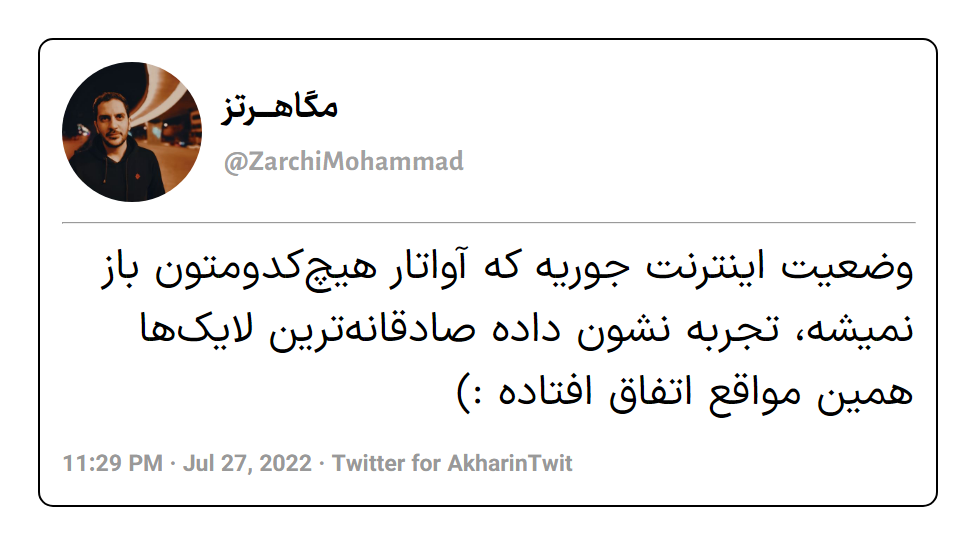 مگاهــرتز
@ZarchiMohammad
وضعیت اینترنت جوریه که آواتار هیچ‌کدومتون باز
نمیشه، تجربه نشون داده صادقانه‌ترین لایک‌ها
همین مواقع اتفاق افتاده :)
11:29 PM · Jul 27, 2022 · Twitter for AkharinTwit